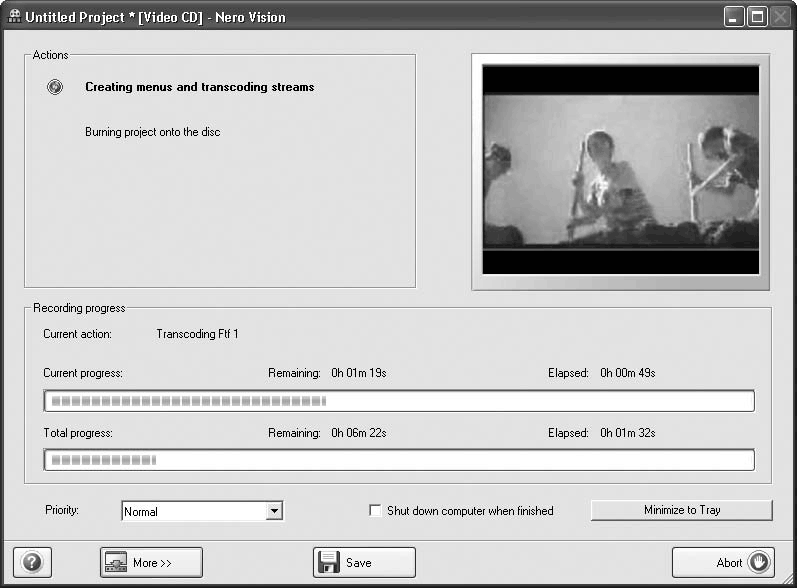 Untitled Project * [Video CD] - Nero Vision
Actions
Creating menus and transcoding streams
Burning project onto the disc
Recording progress
Current action: Transcoding Ftf 1
Current progress: Remaining: 0h 01m 19s Elapsed: 0h 00m 49s
Total progress: Remaining: 0h 06m 22s Elapsed: 0h 01m 32s
Priority: Normal Shut down computer when finished Minimize to Tray
? More >> Save Abort